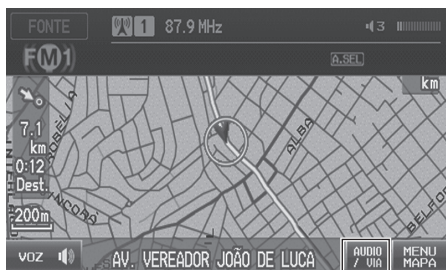 FONTE 1 87.9 MHz 3
FM1
A.SEL
km
7.1
km
0:12
Dest.
200m
ALBA
VOZ AV. VEREADOR JOÃO DE LUCA AUDIO P/ VIA MENU MAPA